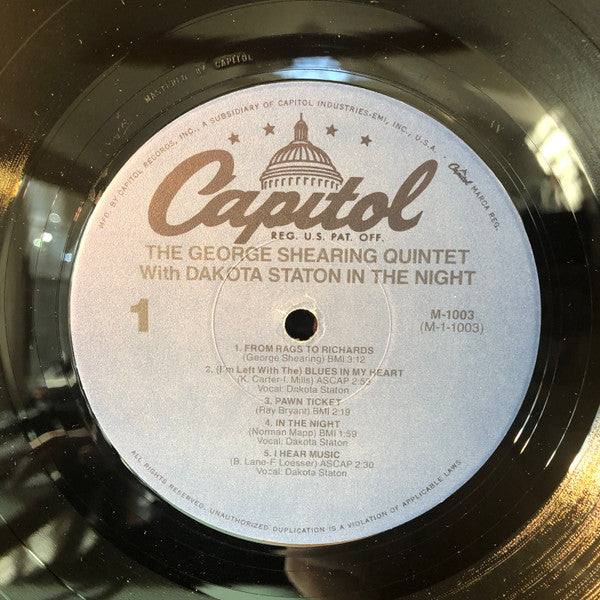 MASTERED BY CAPITOL
MFD. BY CAPITOL RECORDS, INC., A SUBSIDIARY OF CAPITOL INDUSTRIES-EMI, INC., U.S.A. Capitol MARCA REG.
Capitol
REG. U.S. PAT. OFF.
THE GEORGE SHEARING QUINTET
With DAKOTA STATON IN THE NIGHT
1
M-1003
(M-1-1003)
1. FROM RAGS TO RICHARDS
(George Shearing) BMI 3:12
2. (I'm Left With The) BLUES IN MY HEART
(K. Carter-I. Mills) ASCAP 2:53
Vocal: Dakota Staton
3. PAWN TICKET
(Ray Bryant) BMI 2:19
4. IN THE NIGHT
(Norman Mapp) BMI 1:59
Vocal: Dakota Staton
5. I HEAR MUSIC
(B. Lane-F Loesser) ASCAP 2:30
Vocal: Dakota Staton
ALL RIGHTS RESERVED. UNAUTHORIZED DUPLICATION IS A VIOLATION OF APPLICABLE LAWS